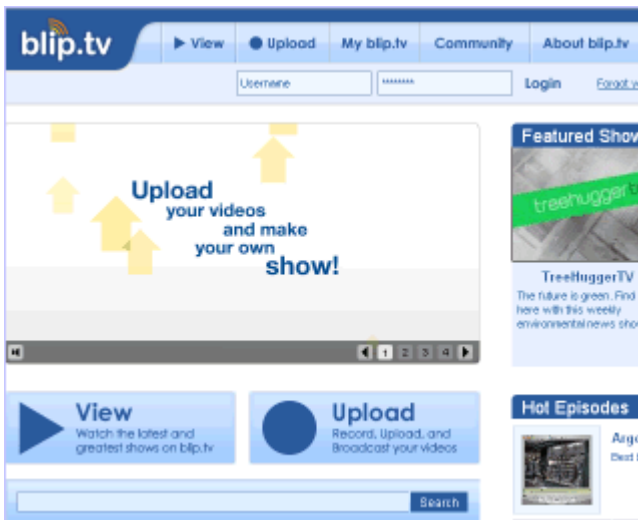 blip.tv
View
Upload
My blip.tv
Community
About blip.tv
Username
********
Login
Forgot
Featured Show
treehugger
Upload
your videos
and make
your own
show!
TreeHuggerTV
The future is green. Find
here with this weekly
environmental news
1 2 3 4
View
Watch the latest and
greatest shows on blip.tv
Upload
Record, Upload, and
Broadcast your videos
Hot Episodes
Best
Search